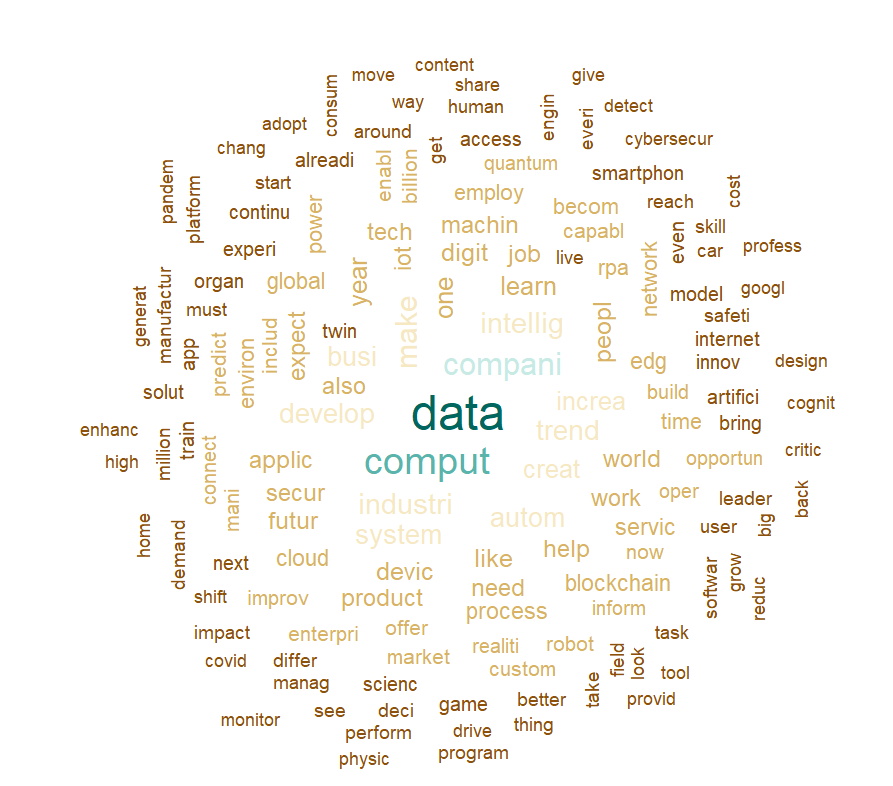 content
move
share
give
consum
way
human
engin
everi
detect
adopt
around
get
access
cybersecur
chang
alreadi
enabl
billion
quantum
smartphon
pandem
platform
start
employ
becom
reach
cost
continu
power
tech
machin
capabl
even
skill
experi
iot
digit
job
live
rpa
network
car
profess
organ
global
year
one
learn
model
googl
generat
manufactur
must
make
intellig
peopl
safeti
app
predict
environ
includ
expect
twin
busi
compani
edg
internet
innov
design
solut
also
increa
build
artifici
cognit
develop
data
trend
time
bring
enhanc
high
million
train
connect
applic
comput
creat
world
opportun
critic
mani
secur
industri
autom
work
oper
leader
back
home
demand
futur
system
servic
user
big
next
cloud
devic
like
help
now
shift
improv
product
need
blockchain
softwar
grow
reduc
process
inform
impact
enterpri
offer
realiti
robot
task
covid
differ
market
custom
field
look
tool
manag
scienc
take
provid
monitor
see
deci
game
better
perform
drive
thing
physic
program